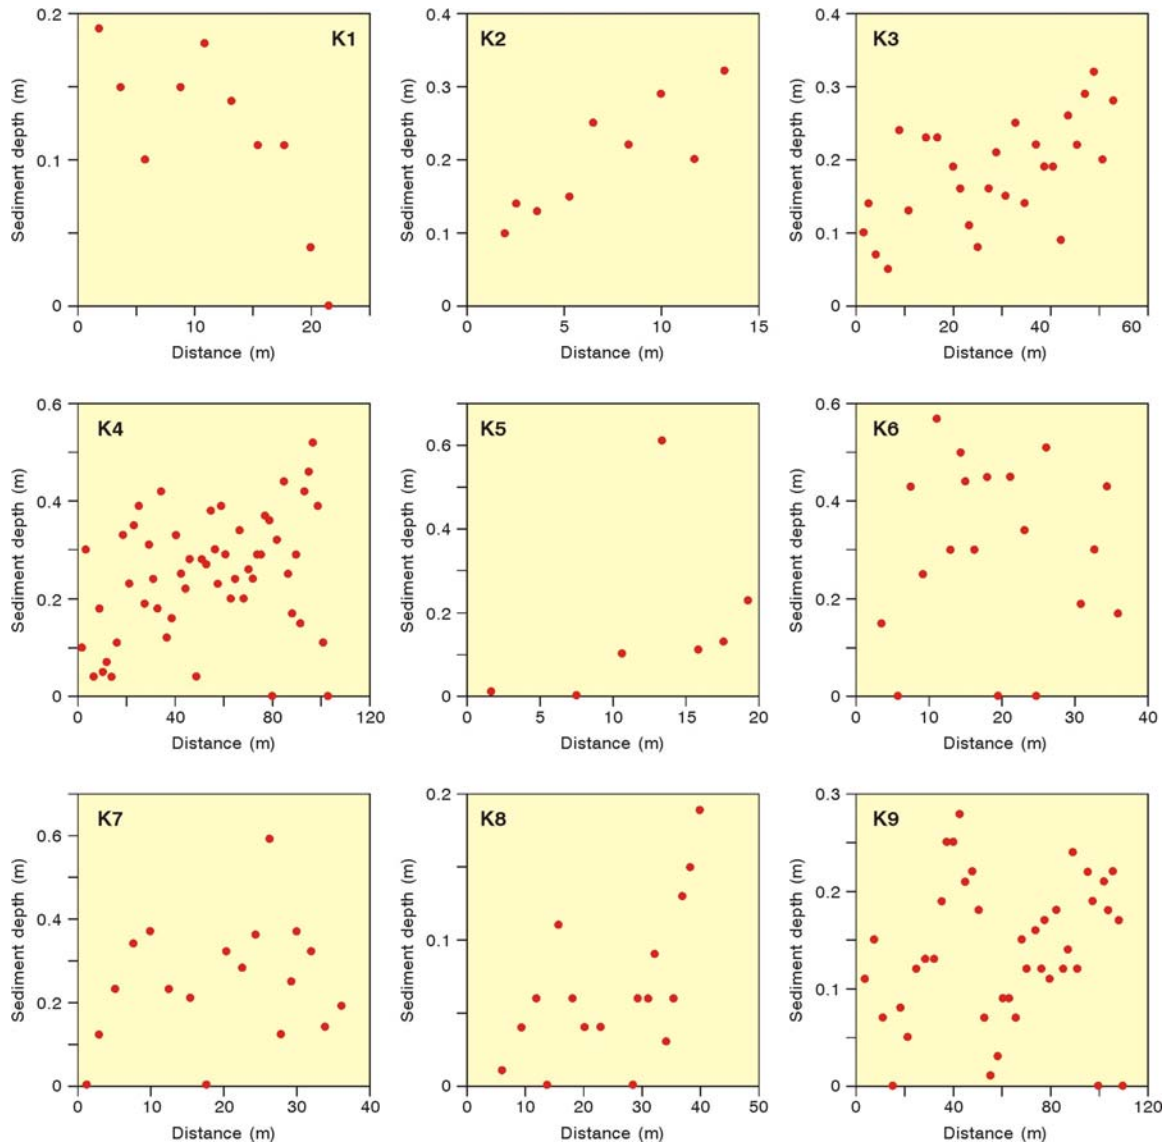 K1
0.2
0.1
0
0 10 20
Sediment depth (m)
Distance (m)
K2
0.4
0.3
0.2
0.1
0
0 5 10 15
Sediment depth (m)
Distance (m)
K3
0.4
0.3
0.2
0.1
0
0 20 40 60
Sediment depth (m)
Distance (m)
K4
0.6
0.4
0.2
0
0 40 80 120
Sediment depth (m)
Distance (m)
K5
0.6
0.4
0.2
0
0 5 10 15 20
Sediment depth (m)
Distance (m)
K6
0.6
0.4
0.2
0
0 10 20 30 40
Sediment depth (m)
Distance (m)
K7
0.6
0.4
0.2
0
0 10 20 30 40
Sediment depth (m)
Distance (m)
K8
0.2
0.1
0
0 10 20 30 40 50
Sediment depth (m)
Distance (m)
K9
0.3
0.2
0.1
0
0 40 80 120
Sediment depth (m)
Distance (m)